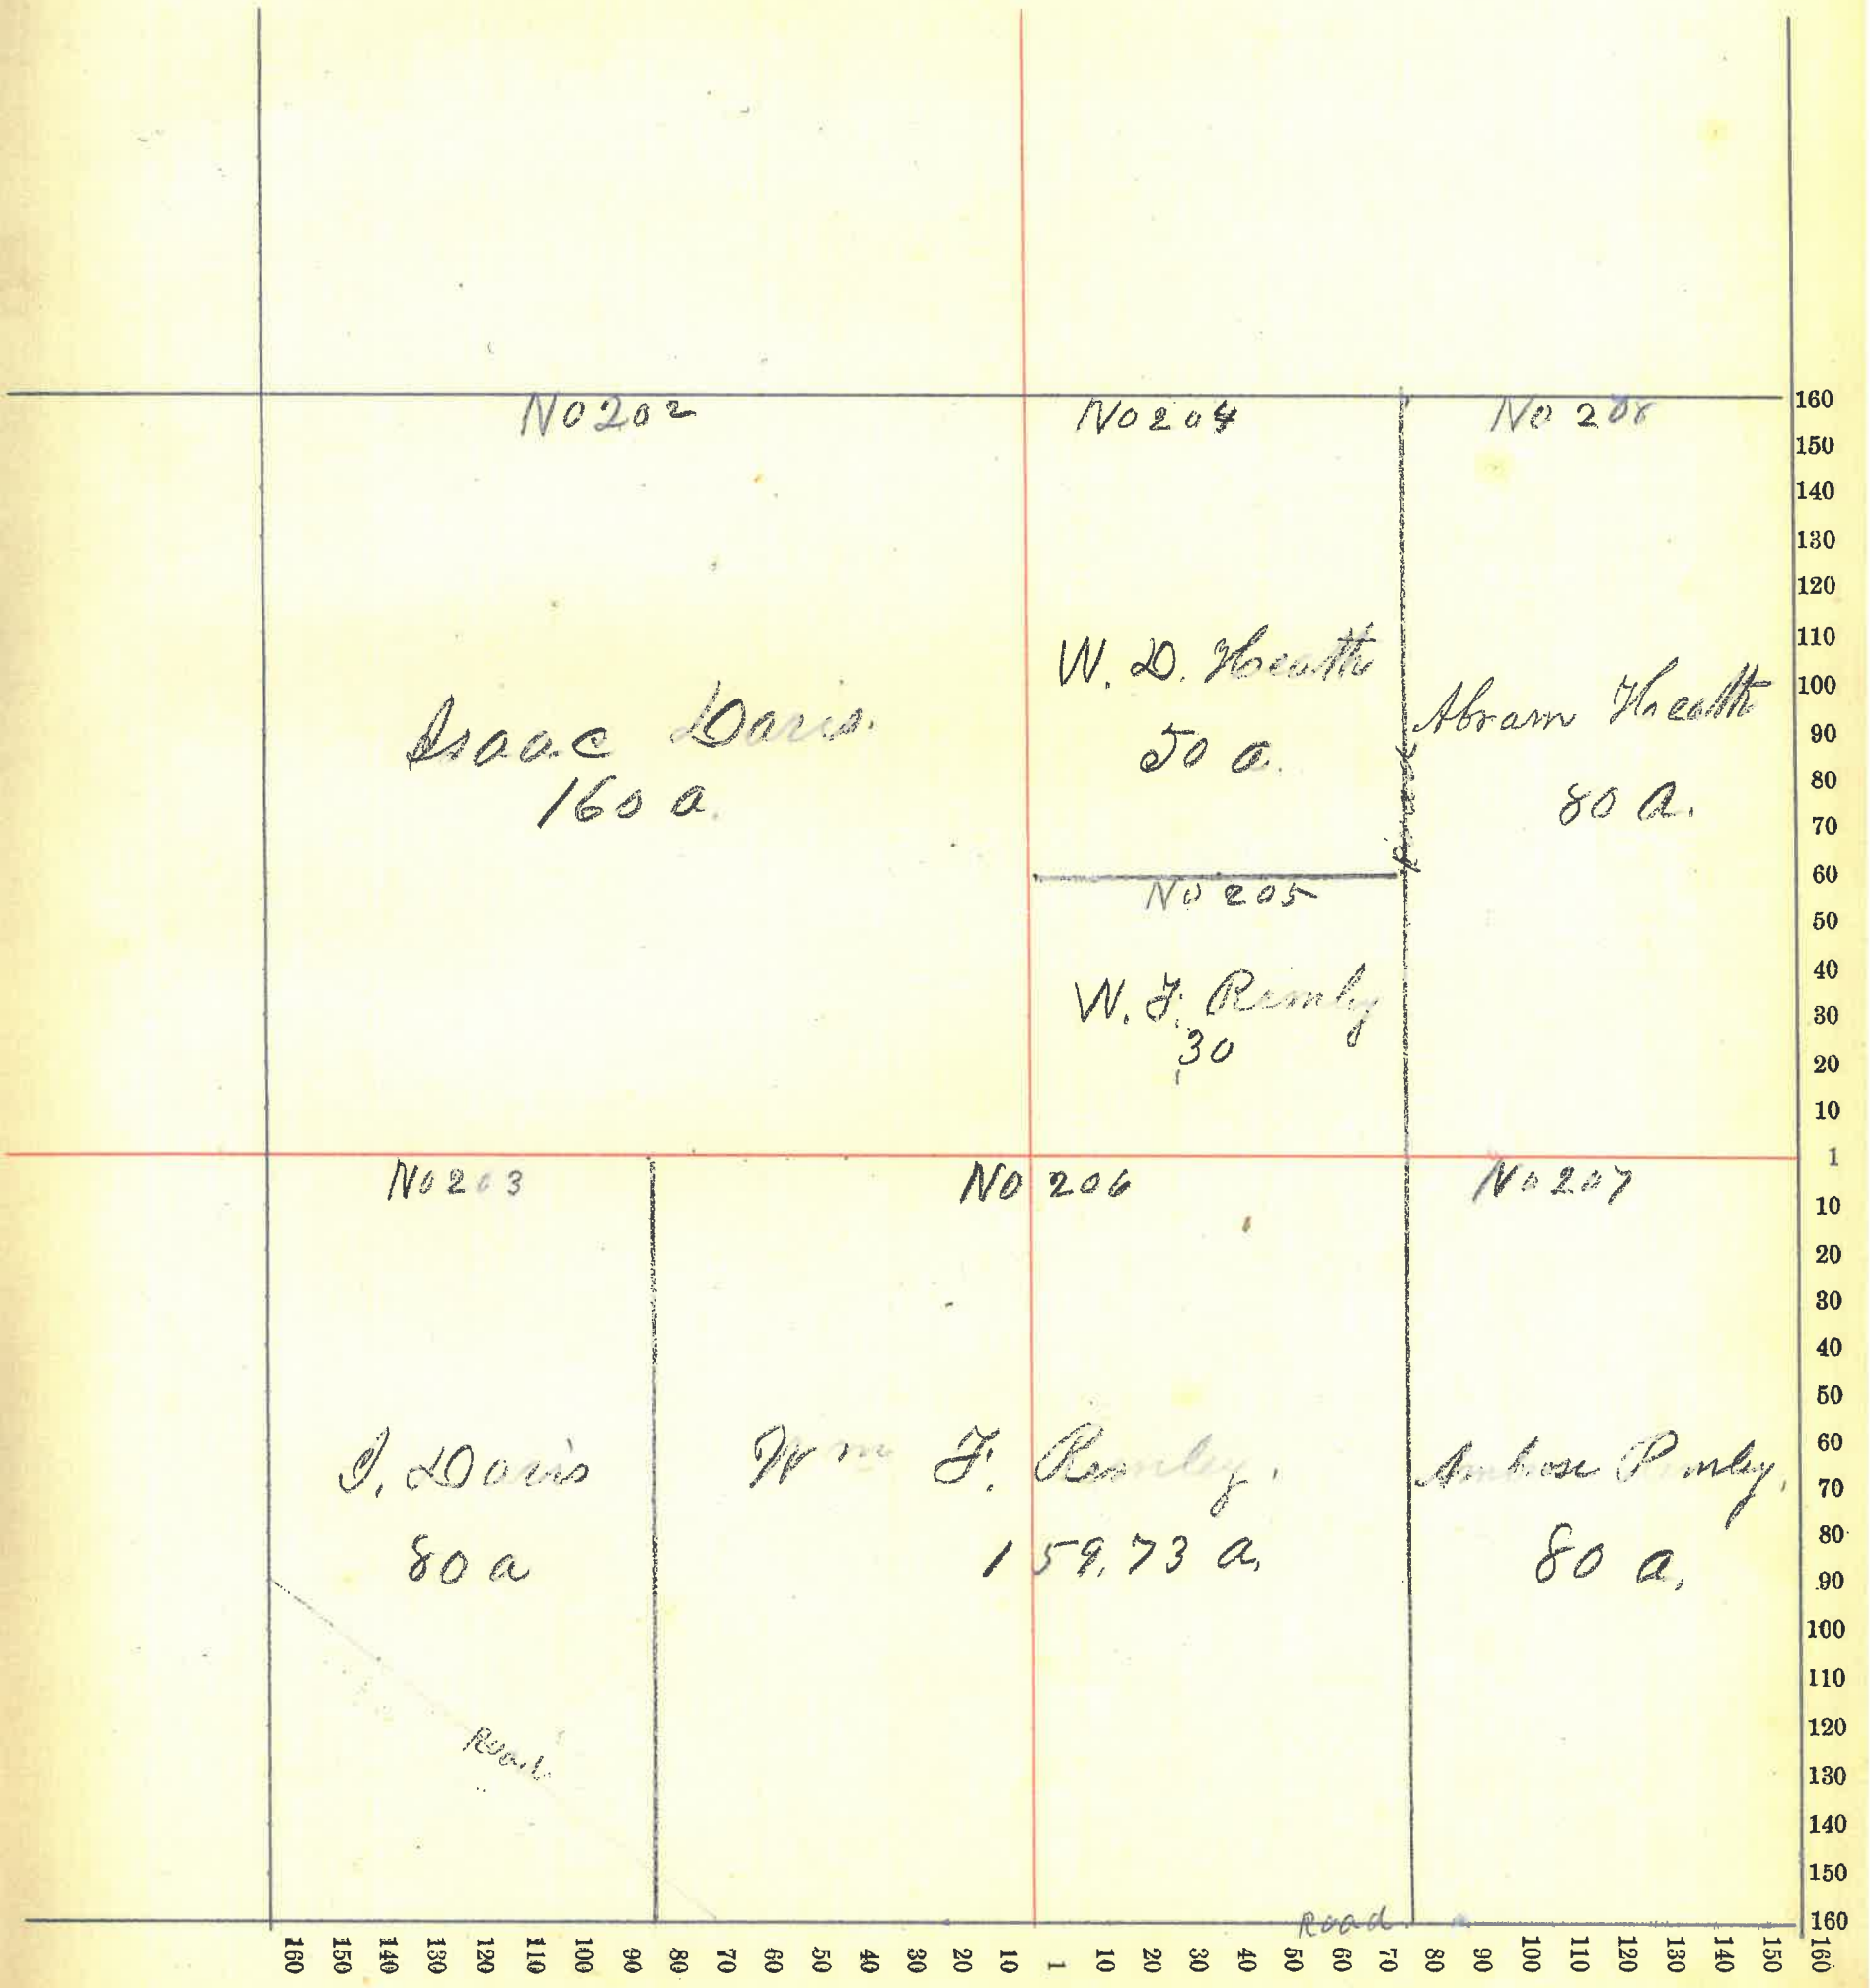 No 202
No 204
No 208
Isaac Davis.
160 a.
W. D. Heath
50 a.
Abram Heath
80 A.
No 205
W. F. Remley
30
No 203
No 206
No 207
I. Davis
80 a
Wm F. Remley.
159.73 a.
Ambrose Remley.
80 a.
Road
Road
160
150
140
130
120
110
100
90
80
70
60
50
40
30
20
10
1
10
20
30
40
50
60
70
80
90
100
110
120
130
140
150
160
160 150 140 130 120 110 100 90 80 70 60 50 40 30 20 10 1 10 20 30 40 50 60 70 80 90 100 110 120 130 140 150 160